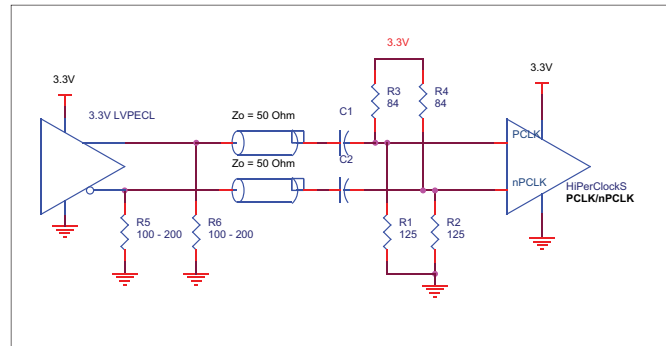 3.3V
3.3V
3.3V
3.3V LVPECL
Zo = 50 Ohm
C1
R3
84
R4
84
Zo = 50 Ohm
C2
PCLK
nPCLK
HiPerClockS
PCLK/nPCLK
R5
100 - 200
R6
100 - 200
R1
125
R2
125